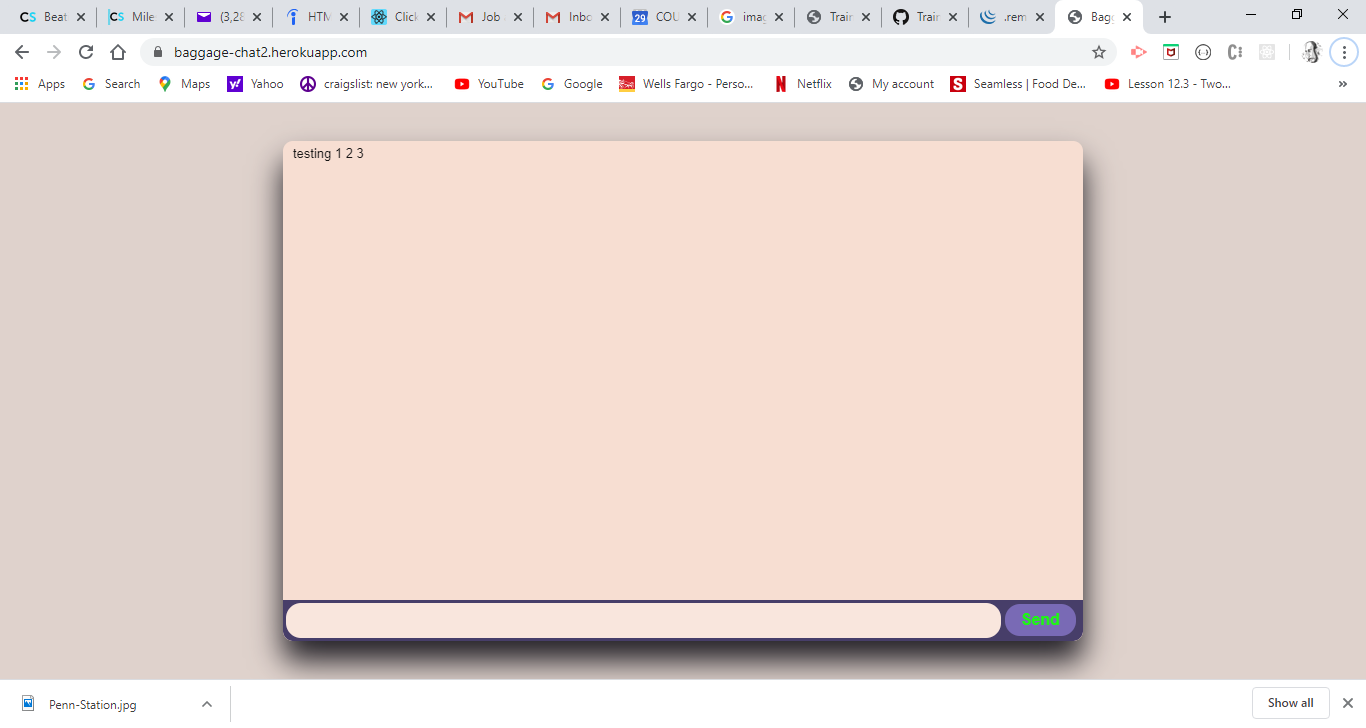 CS Beat CS Mile (3,28 HTM Click Job Inbo 29 COU imag Train Train .rem Bagg
baggage-chat2.herokuapp.com
Apps Search Maps Yahoo craigslist: new york... YouTube Google Wells Fargo - Perso... Netflix My account Seamless | Food De... Lesson 12.3 - Two... »
testing 1 2 3
Send
Penn-Station.jpg Show all